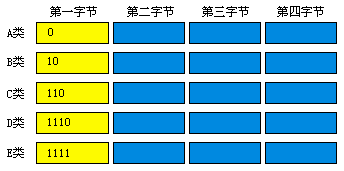 第一字节 第二字节 第三字节 第四字节
A类 0
B类 10
C类 110
D类 1110
E类 1111